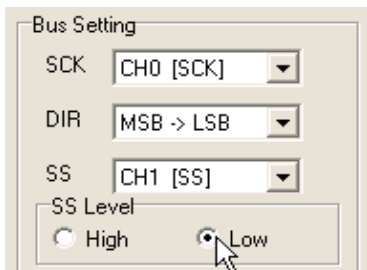 Bus Setting
SCK CH0 [SCK]
DIR MSB -> LSB
SS CH1 [SS]
SS Level
High Low